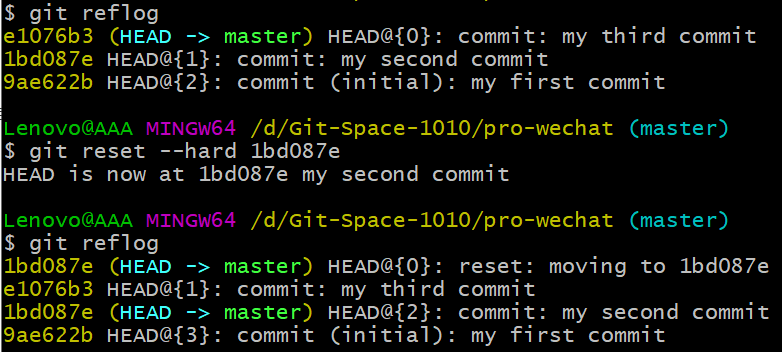 $ git reflog
e1076b3 (HEAD -> master) HEAD@{0}: commit: my third commit
1bd087e HEAD@{1}: commit: my second commit
9ae622b HEAD@{2}: commit (initial): my first commit
Lenovo@AAA MINGW64 /d/Git-Space-1010/pro-wechat (master)
$ git reset --hard 1bd087e
HEAD is now at 1bd087e my second commit
Lenovo@AAA MINGW64 /d/Git-Space-1010/pro-wechat (master)
$ git reflog
1bd087e (HEAD -> master) HEAD@{0}: reset: moving to 1bd087e
e1076b3 HEAD@{1}: commit: my third commit
1bd087e (HEAD -> master) HEAD@{2}: commit: my second commit
9ae622b HEAD@{3}: commit (initial): my first commit